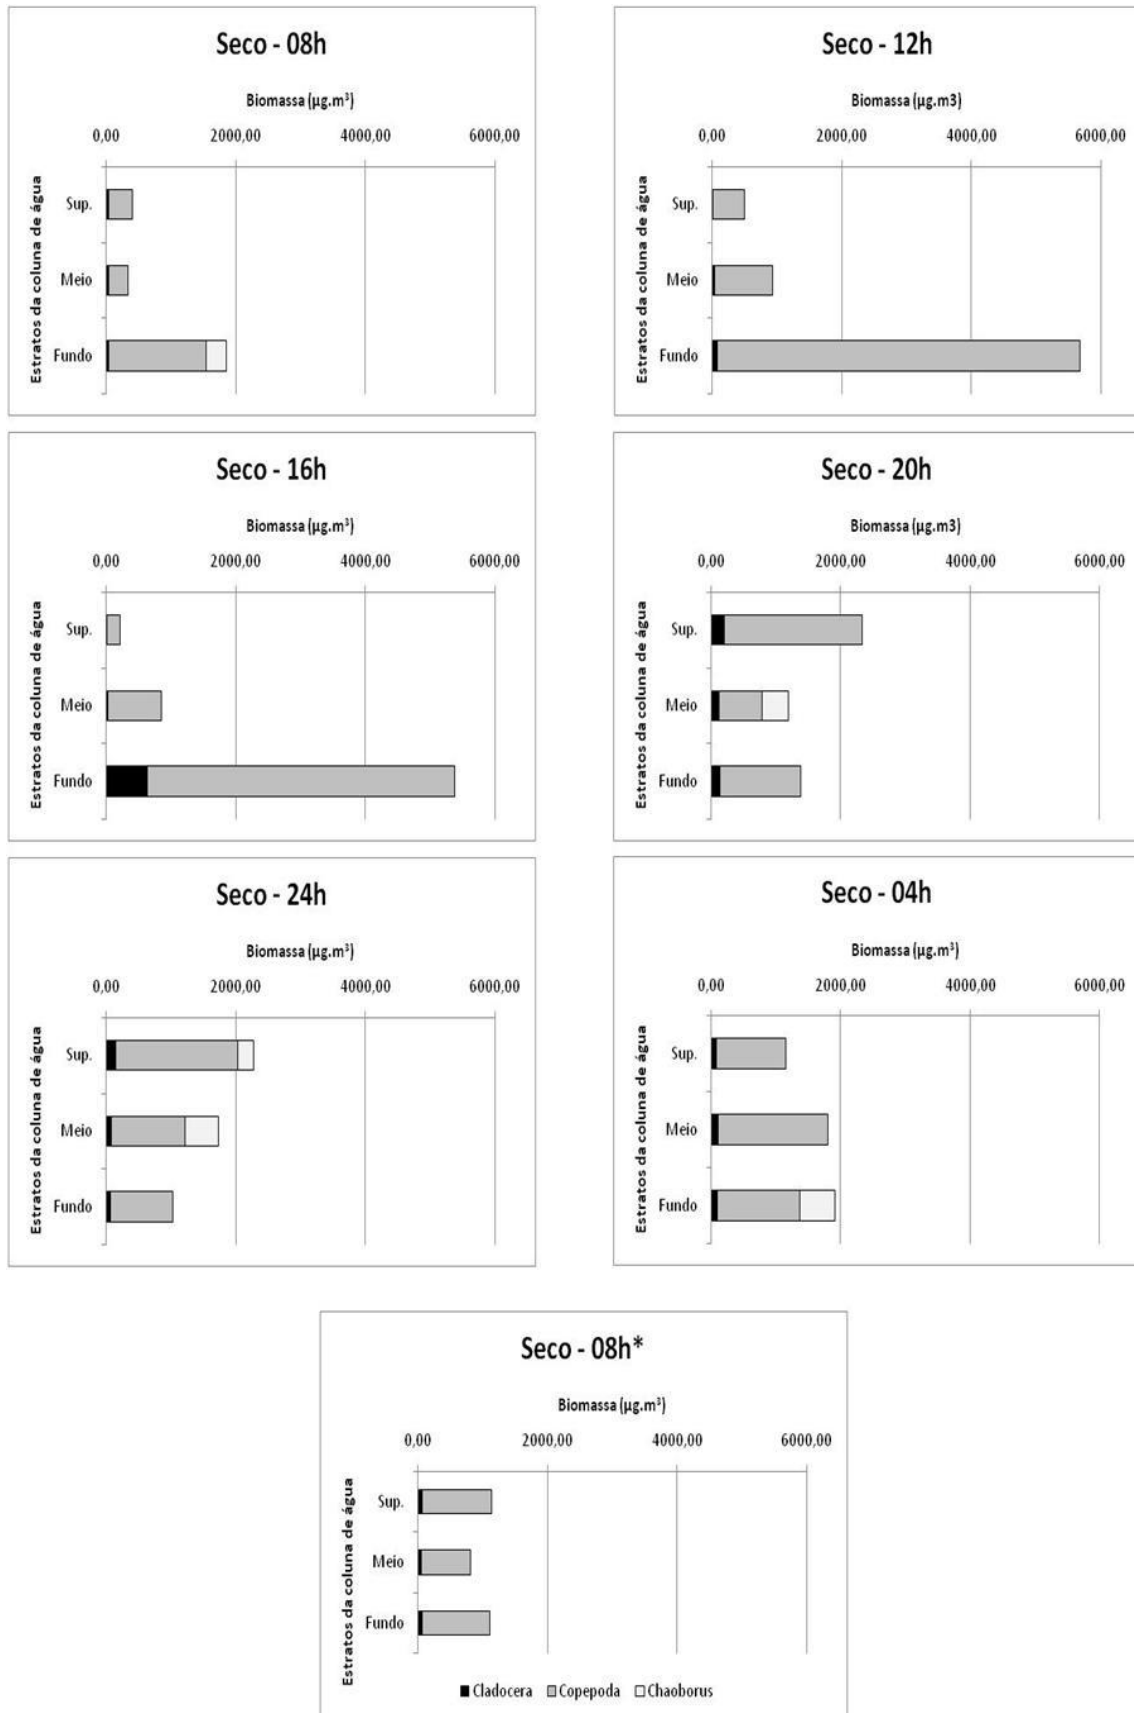 Seco - 08h
Biomassa (µg.m³)
0,00 2000,00 4000,00 6000,00
Estratos da coluna de água
Sup.
Meio
Fundo
Seco - 12h
Biomassa (µg.m3)
0,00 2000,00 4000,00 6000,00
Estratos da coluna de água
Sup.
Meio
Fundo
Seco - 16h
Biomassa (µg.m³)
0,00 2000,00 4000,00 6000,00
Estratos da coluna de água
Sup.
Meio
Fundo
Seco - 20h
Biomassa (µg.m3)
0,00 2000,00 4000,00 6000,00
Estratos da coluna de água
Sup.
Meio
Fundo
Seco - 24h
Biomassa (µg.m³)
0,00 2000,00 4000,00 6000,00
Estratos da coluna de água
Sup.
Meio
Fundo
Seco - 04h
Biomassa (µg.m³)
0,00 2000,00 4000,00 6000,00
Estratos da coluna de água
Sup.
Meio
Fundo
Seco - 08h*
Biomassa (µg.m³)
0,00 2000,00 4000,00 6000,00
Estratos da coluna de água
Sup.
Meio
Fundo
Cladocera Copepoda Chaoborus